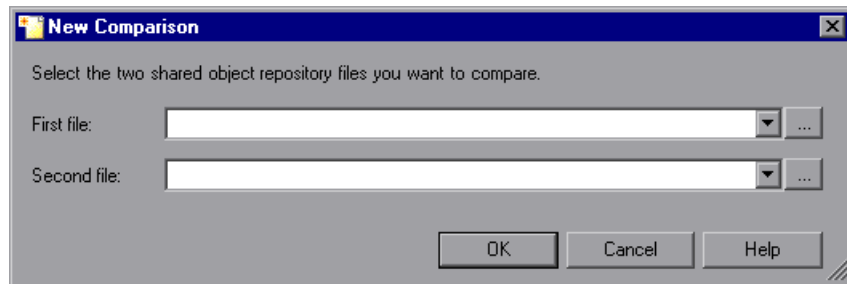 New Comparison
Select the two shared object repository files you want to compare.
First file:
...
Second file:
...
OK Cancel Help